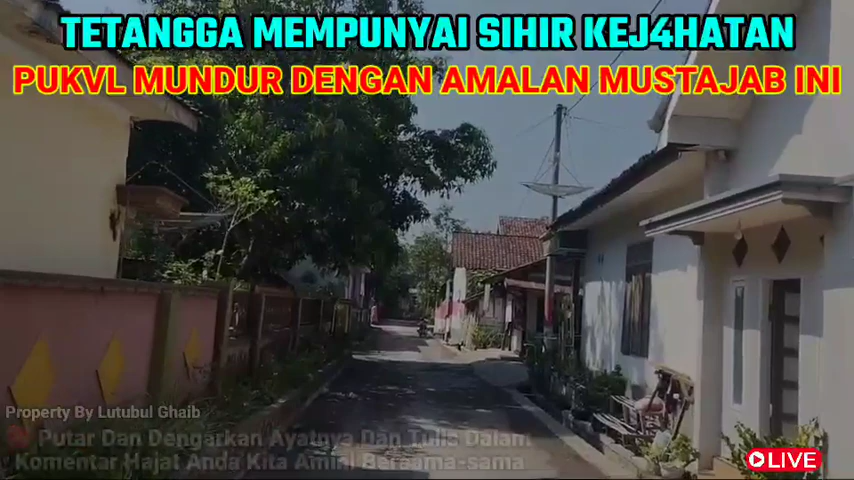 TETANGGA MEMPUNYAI SIHIR KEJ4HATAN
PUKVL MUNDUR DENGAN AMALAN MUSTAJAB INI
Property By Lutubul Ghaib
Putar Dan Dengarkan Ayatnya Dan Tulis Dalam
Komentar Hajat Anda Kita Amini Bersama-sama
LIVE